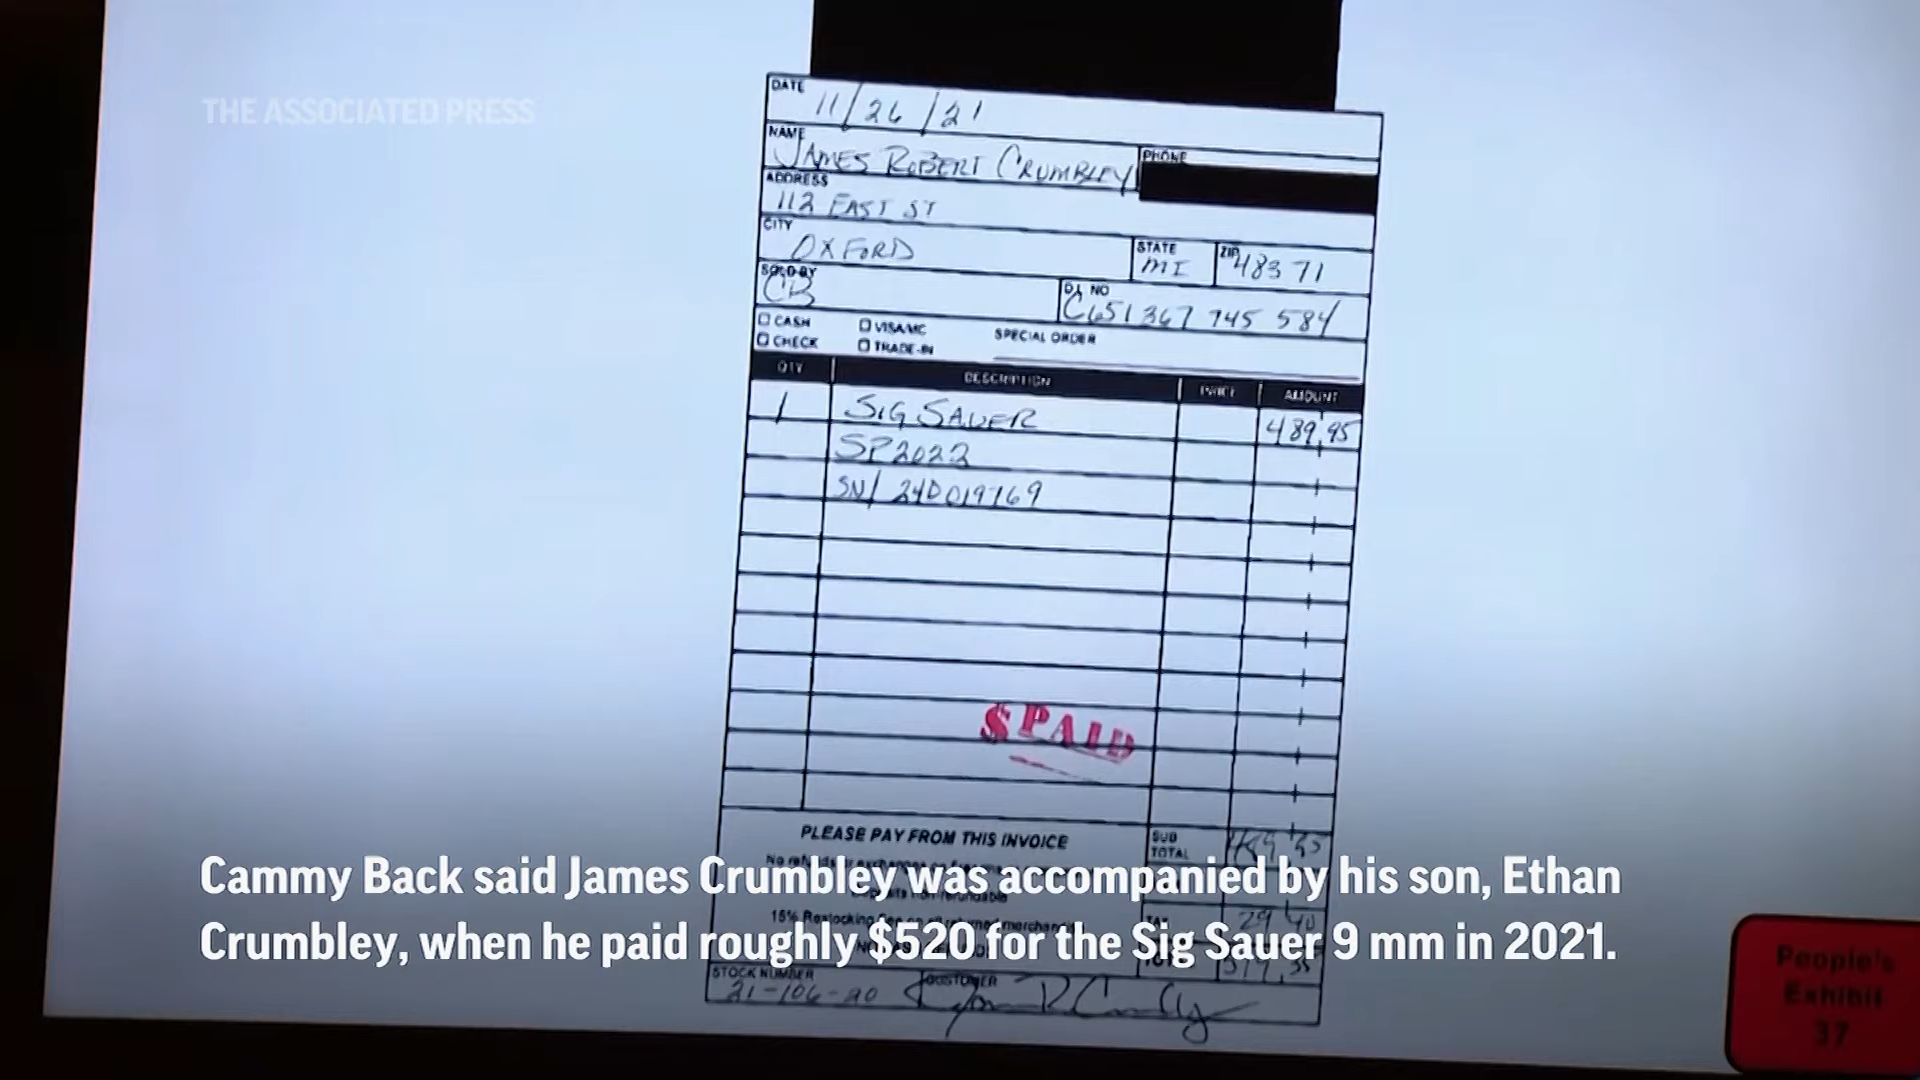 THE ASSOCIATED PRESS
DATE 11/26/21
NAME JAMES ROBERT CRUMBLEY PHONE
ADDRESS 112 EAST ST
CITY OXFORD STATE MI ZIP 48371
SOLD BY CB D.L. NO C651 367 745 584
CASH VISA/MC SPECIAL ORDER
CHECK TRADE-IN
QTY DESCRIPTION PRICE AMOUNT
1 SIG SAUER 489.95
SP2022
SN/ 24D019769
$ PAID
PLEASE PAY FROM THIS INVOICE SUB
TOTAL
Cammy Back said James Crumbley was accompanied by his son, Ethan
Crumbley, when he paid roughly $520 for the Sig Sauer 9 mm in 2021.
TAX 29 40
STOCK NUMBER 21-106-20 CUSTOMER
People's
Exhibit
37